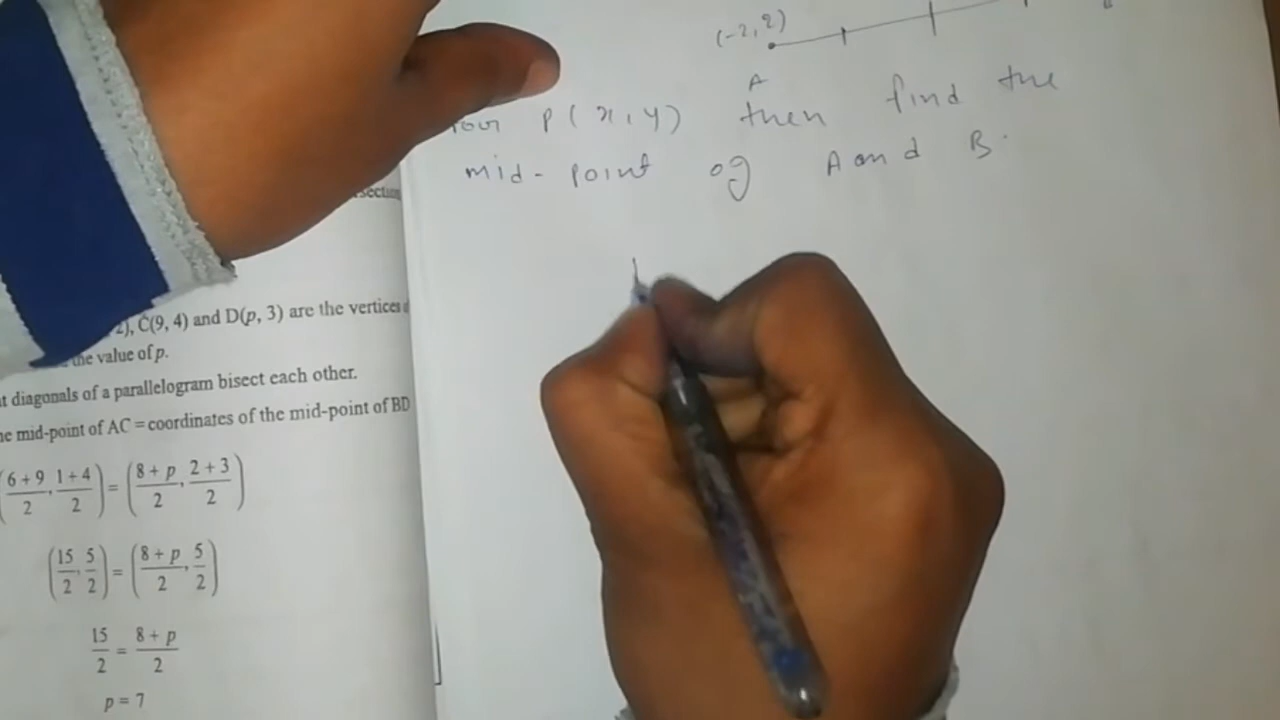 (-2, 2)
A
B
for P(x, y) then find the
mid-point of A and B.
2), C(9, 4) and D(p, 3) are the vertices
the value of p.
diagonals of a parallelogram bisect each other.
mid-point of AC = coordinates of the mid-point of BD
(6+9/2, 1+4/2) = (8+p/2, 2+3/2)
(15/2, 5/2) = (8+p/2, 5/2)
15/2 = 8+p/2
p = 7